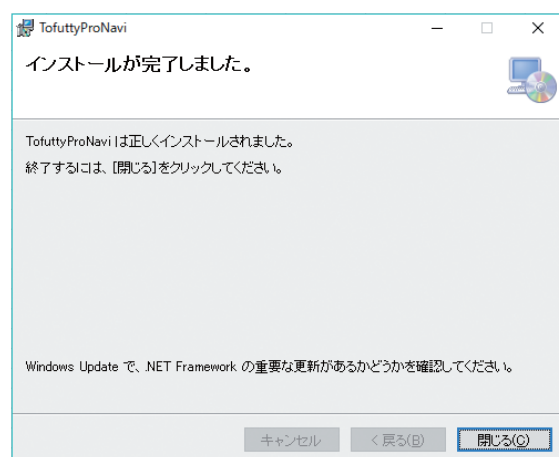 TofuttyProNavi
インストールが完了しました。
TofuttyProNavi は正しくインストールされました。
終了するには、[閉じる]をクリックしてください。
Windows Update で、.NET Framework の重要な更新があるかどうかを確認してください。
キャンセル < 戻る(B) 閉じる(C)